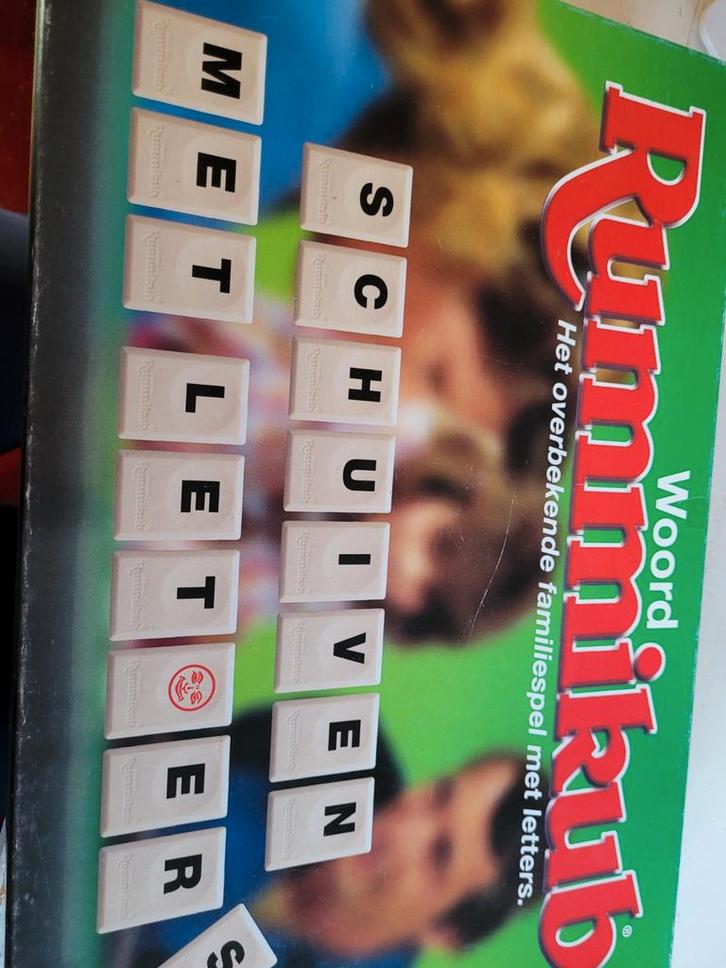 Woord
Rummikub®
Het overbekende familiespel met letters.
SCHUIVEN
MET LET ERS